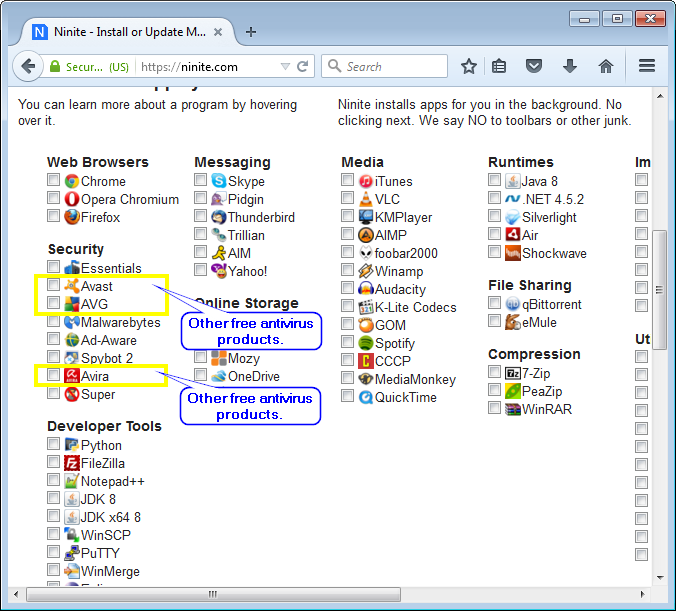 Ninite - Install or Update M...
Secur... (US)
https://ninite.com
Search
You can learn more about a program by hovering
over it.
Ninite installs apps for you in the background. No
clicking next. We say NO to toolbars or other junk.
Web Browsers
Chrome
Opera Chromium
Firefox
Messaging
Skype
Pidgin
Thunderbird
Trillian
AIM
Yahoo!
Media
iTunes
VLC
KMPlayer
AIMP
foobar2000
Winamp
Audacity
K-Lite Codecs
GOM
Spotify
CCCP
MediaMonkey
QuickTime
Runtimes
Java 8
.NET 4.5.2
Silverlight
Air
Shockwave
Im
Security
Essentials
Avast
AVG
Malwarebytes
Ad-Aware
Spybot 2
Avira
Super
Online Storage
Other free antivirus
products.
Mozy
OneDrive
Other free antivirus
products.
File Sharing
qBittorrent
eMule
Compression
7-Zip
PeaZip
WinRAR
Ut
Developer Tools
Python
FileZilla
Notepad++
JDK 8
JDK x64 8
WinSCP
PuTTY
WinMerge